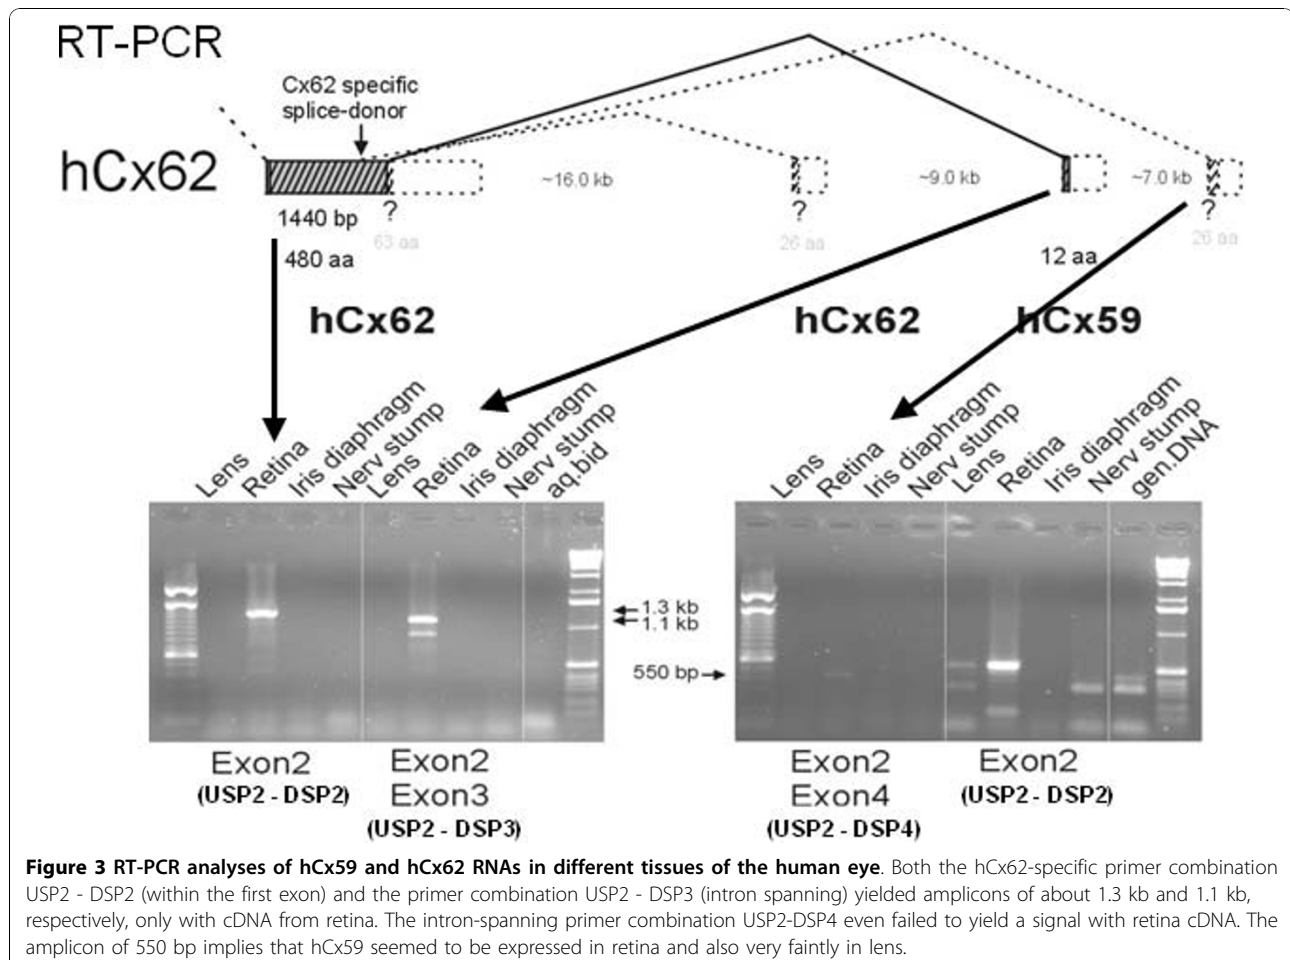 RT-PCR
Cx62 specific
splice-donor
hCx62
~16.0 kb
~9.0 kb
~7.0 kb
?
?
?
1440 bp
63 aa
26 aa
26 aa
480 aa
12 aa
hCx62
hCx62
hCx59
Lens
Retina
Iris diaphragm
Nerv stump
Lens
Retina
Iris diaphragm
Nerv stump
aq.bid
Lens
Retina
Iris diaphragm
Nerv stump
Lens
Retina
Iris diaphragm
Nerv stump
gen.DNA
1.3 kb
1.1 kb
550 bp
Exon2
(USP2 - DSP2)
Exon2
Exon3
(USP2 - DSP3)
Exon2
Exon4
(USP2 - DSP4)
Exon2
(USP2 - DSP2)
Figure 3 RT-PCR analyses of hCx59 and hCx62 RNAs in different tissues of the human eye. Both the hCx62-specific primer combination
USP2 - DSP2 (within the first exon) and the primer combination USP2 - DSP3 (intron spanning) yielded amplicons of about 1.3 kb and 1.1 kb,
respectively, only with cDNA from retina. The intron-spanning primer combination USP2-DSP4 even failed to yield a signal with retina cDNA. The
amplicon of 550 bp implies that hCx59 seemed to be expressed in retina and also very faintly in lens.